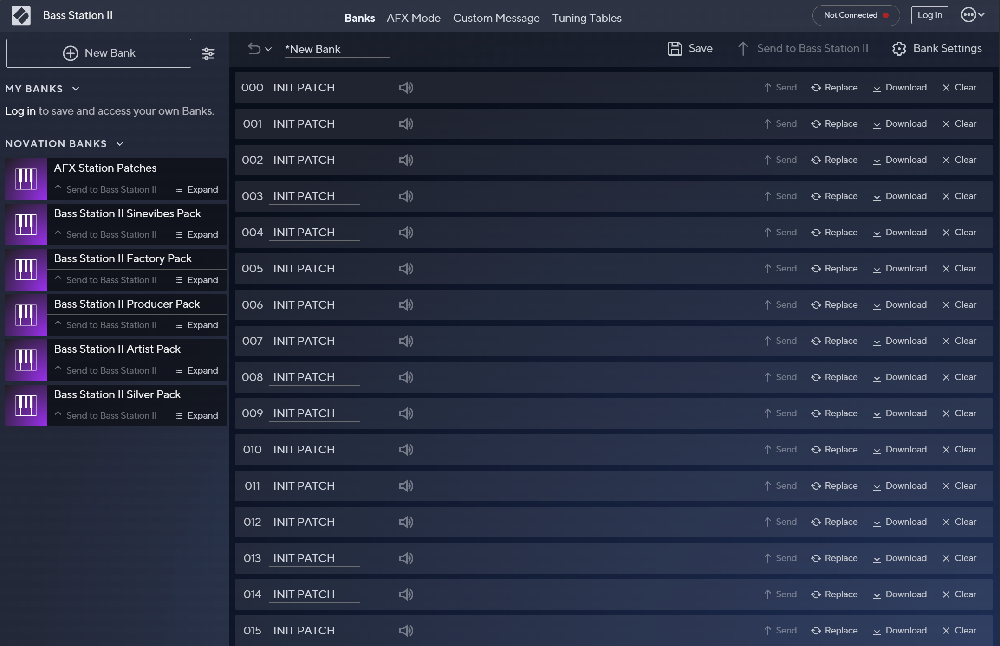 Bass Station II
Banks AFX Mode Custom Message Tuning Tables
Not Connected
Log in
New Bank
MY BANKS
Log in to save and access your own Banks.
NOVATION BANKS
AFX Station Patches
Send to Bass Station II Expand
Bass Station II Sinevibes Pack
Send to Bass Station II Expand
Bass Station II Factory Pack
Send to Bass Station II Expand
Bass Station II Producer Pack
Send to Bass Station II Expand
Bass Station II Artist Pack
Send to Bass Station II Expand
Bass Station II Silver Pack
Send to Bass Station II Expand
*New Bank Save Send to Bass Station II Bank Settings
000 INIT PATCH Send Replace Download Clear
001 INIT PATCH Send Replace Download Clear
002 INIT PATCH Send Replace Download Clear
003 INIT PATCH Send Replace Download Clear
004 INIT PATCH Send Replace Download Clear
005 INIT PATCH Send Replace Download Clear
006 INIT PATCH Send Replace Download Clear
007 INIT PATCH Send Replace Download Clear
008 INIT PATCH Send Replace Download Clear
009 INIT PATCH Send Replace Download Clear
010 INIT PATCH Send Replace Download Clear
011 INIT PATCH Send Replace Download Clear
012 INIT PATCH Send Replace Download Clear
013 INIT PATCH Send Replace Download Clear
014 INIT PATCH Send Replace Download Clear
015 INIT PATCH Send Replace Download Clear